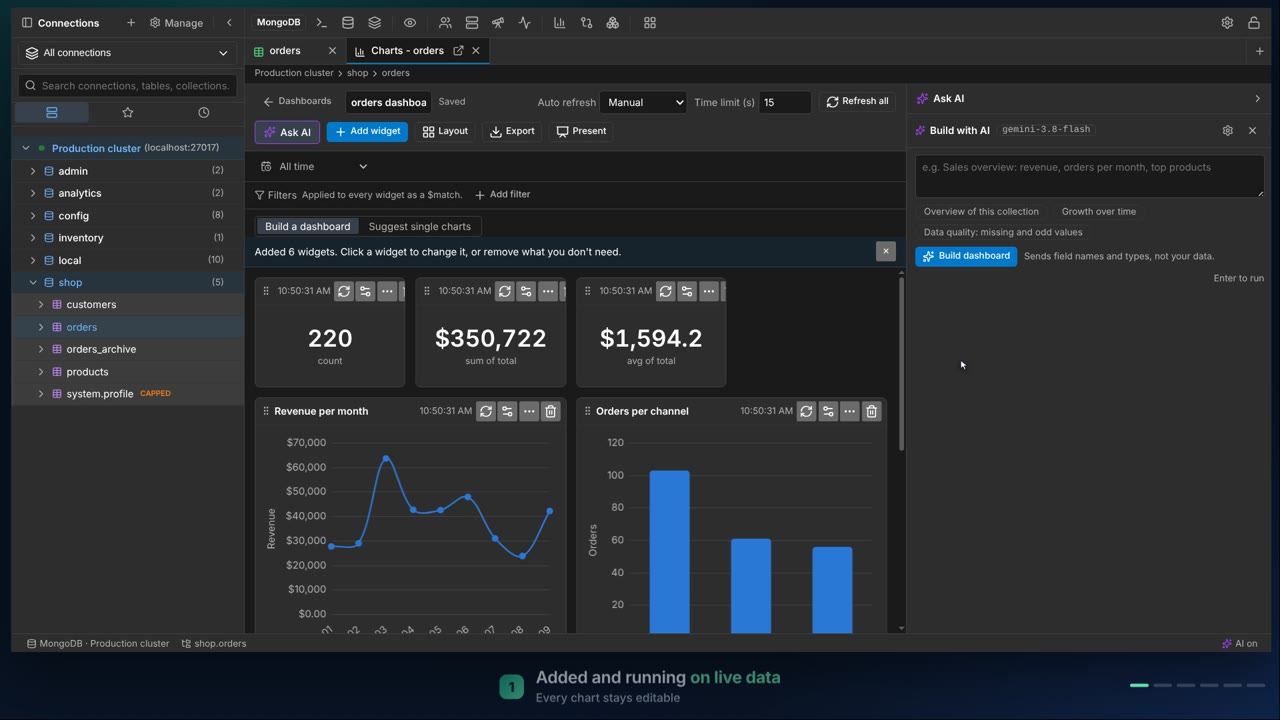 Connections
Manage
MongoDB
All connections
orders
Charts - orders
Search connections, tables, collections.
Production cluster > shop > orders
Dashboards
orders dashboa
Saved
Auto refresh
Manual
Time limit (s)
15
Refresh all
Ask AI
Add widget
Layout
Export
Present
Ask AI
Build with AI
gemini-3.8-flash
Production cluster (localhost:27017)
admin (2)
analytics (2)
config (8)
inventory (1)
local (10)
shop (5)
customers
orders
orders_archive
products
system.profile CAPPED
All time
Filters Applied to every widget as a $match.
Add filter
Build a dashboard
Suggest single charts
Added 6 widgets. Click a widget to change it, or remove what you don't need.
e.g. Sales overview: revenue, orders per month, top products
Overview of this collection
Growth over time
Data quality: missing and odd values
Build dashboard
Sends field names and types, not your data.
Enter to run
10:50:31 AM
220
count
10:50:31 AM
$350,722
sum of total
10:50:31 AM
$1,594.2
avg of total
Revenue per month
10:50:31 AM
$70,000
$60,000
$50,000
$40,000
$30,000
$20,000
$10,000
$0.00
Revenue
01 02 03 04 05 06 07 08 09
Orders per channel
10:50:31 AM
120
100
80
60
40
20
Orders
MongoDB · Production cluster
shop.orders
AI on
1
Added and running on live data
Every chart stays editable